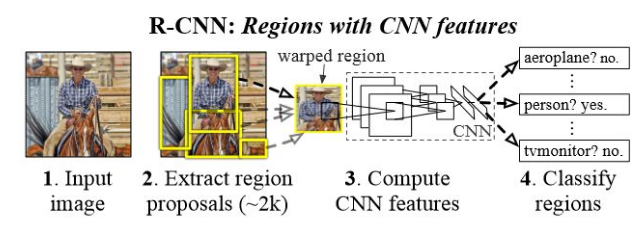 R-CNN: Regions with CNN features
warped region
aeroplane? no.
⋮
person? yes.
⋮
tvmonitor? no.
CNN
1. Input
image
2. Extract region
proposals (~2k)
3. Compute
CNN features
4. Classify
regions